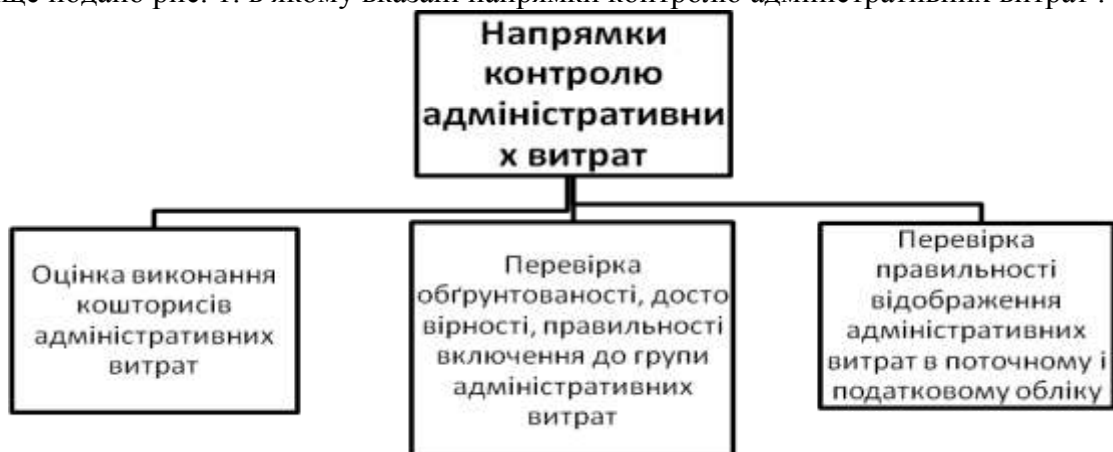 ще подано рис. 1. в якому вказані напрямки контролю адміністративних витрат .
Напрямки
контролю
адміністративни
х витрат
Оцінка виконання
кошторисів
адміністративних
витрат
Перевірка
обґрунтованості, досто
вірності, правильності
включення до групи
адміністративних
витрат
Перевірка
правильності
відображення
адміністративних
витрат в поточному і
податковому обліку